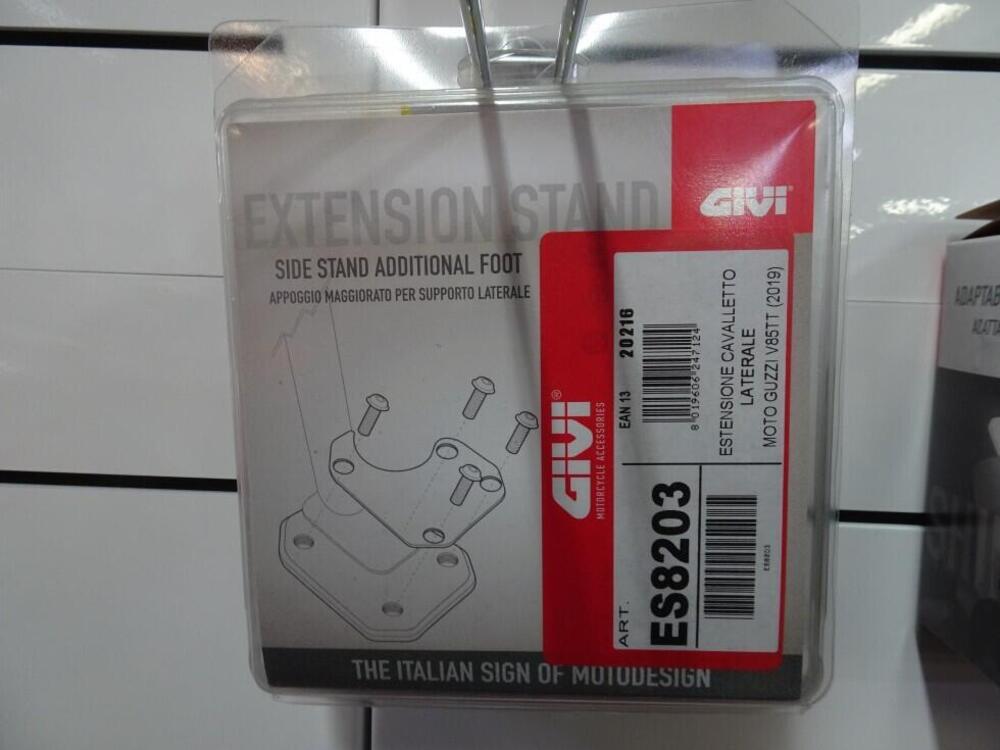 EXTENSION STAND
GIVI
SIDE STAND ADDITIONAL FOOT
APPOGGIO MAGGIORATO PER SUPPORTO LATERALE
GIVI®
MOTORCYCLE ACCESSORIES
EAN 13
20216
8 019606 247124
ESTENSIONE CAVALLETTO
LATERALE
MOTO GUZZI V85TT (2019)
ART.
ES8203
ES8203
THE ITALIAN SIGN OF MOTODESIGN
ADAPTAB